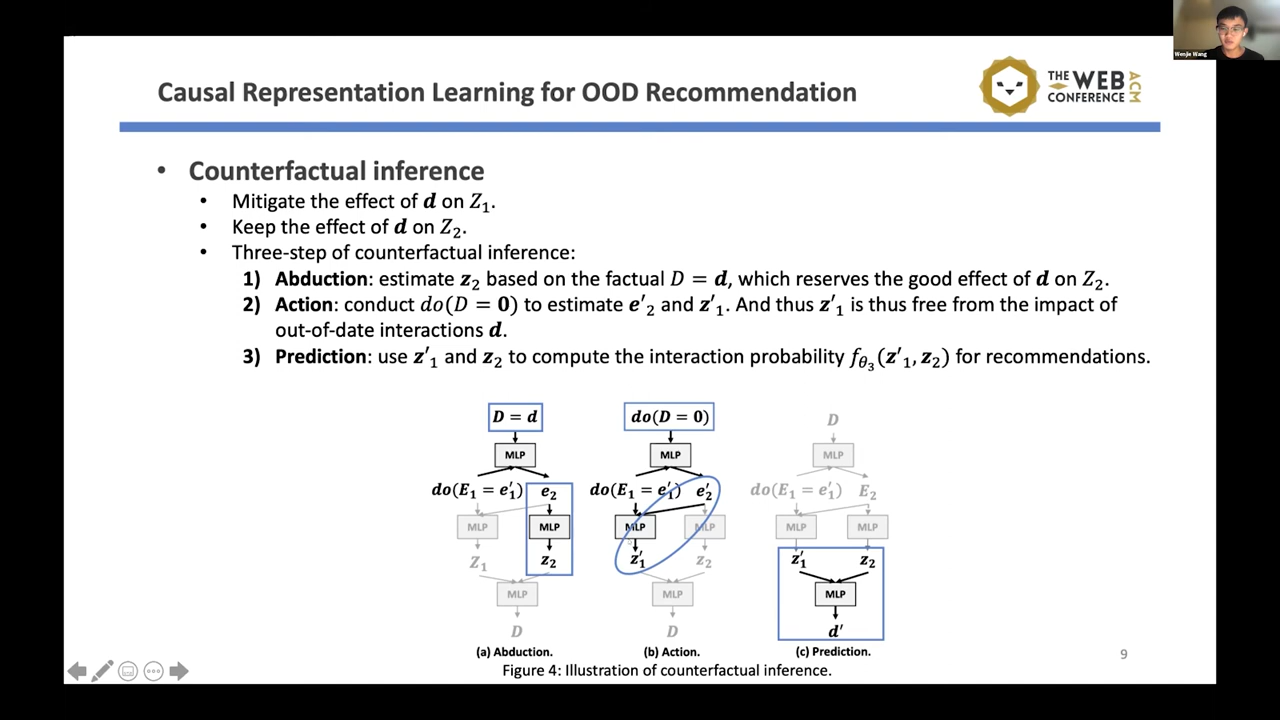 Wenjie Wang
Causal Representation Learning for OOD Recommendation
THE WEB CONFERENCE ACM
• Counterfactual inference
• Mitigate the effect of d on Z₁.
• Keep the effect of d on Z₂.
• Three-step of counterfactual inference:
1) Abduction: estimate z₂ based on the factual D = d, which reserves the good effect of d on Z₂.
2) Action: conduct do(D = 0) to estimate e′₂ and z′₁. And thus z′₁ is thus free from the impact of
out-of-date interactions d.
3) Prediction: use z′₁ and z₂ to compute the interaction probability f_θ₃(z′₁, z₂) for recommendations.
D = d
MLP
do(E₁ = e′₁) e₂
MLP MLP
Z₁ z₂
MLP
D
(a) Abduction.
do(D = 0)
MLP
do(E₁ = e′₁) e′₂
MLP MLP
z′₁ z₂
MLP
D
(b) Action.
D
MLP
do(E₁ = e′₁) E₂
MLP MLP
z′₁ z₂
MLP
d′
(c) Prediction.
Figure 4: Illustration of counterfactual inference.
9